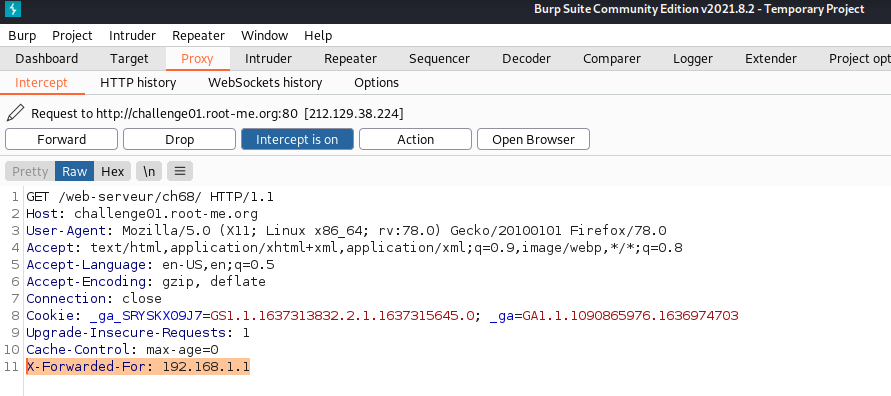 Burp Suite Community Edition v2021.8.2 - Temporary Project
Burp Project Intruder Repeater Window Help
Dashboard Target Proxy Intruder Repeater Sequencer Decoder Comparer Logger Extender Project opt
Intercept HTTP history WebSockets history Options
Request to http://challenge01.root-me.org:80 [212.129.38.224]
Forward Drop Intercept is on Action Open Browser
Pretty Raw Hex \n
1 GET /web-serveur/ch68/ HTTP/1.1
2 Host: challenge01.root-me.org
3 User-Agent: Mozilla/5.0 (X11; Linux x86_64; rv:78.0) Gecko/20100101 Firefox/78.0
4 Accept: text/html,application/xhtml+xml,application/xml;q=0.9,image/webp,*/*;q=0.8
5 Accept-Language: en-US,en;q=0.5
6 Accept-Encoding: gzip, deflate
7 Connection: close
8 Cookie: _ga_SRYSKX09J7=GS1.1.1637313832.2.1.1637315645.0; _ga=GA1.1.1090865976.1636974703
9 Upgrade-Insecure-Requests: 1
10 Cache-Control: max-age=0
11 X-Forwarded-For: 192.168.1.1